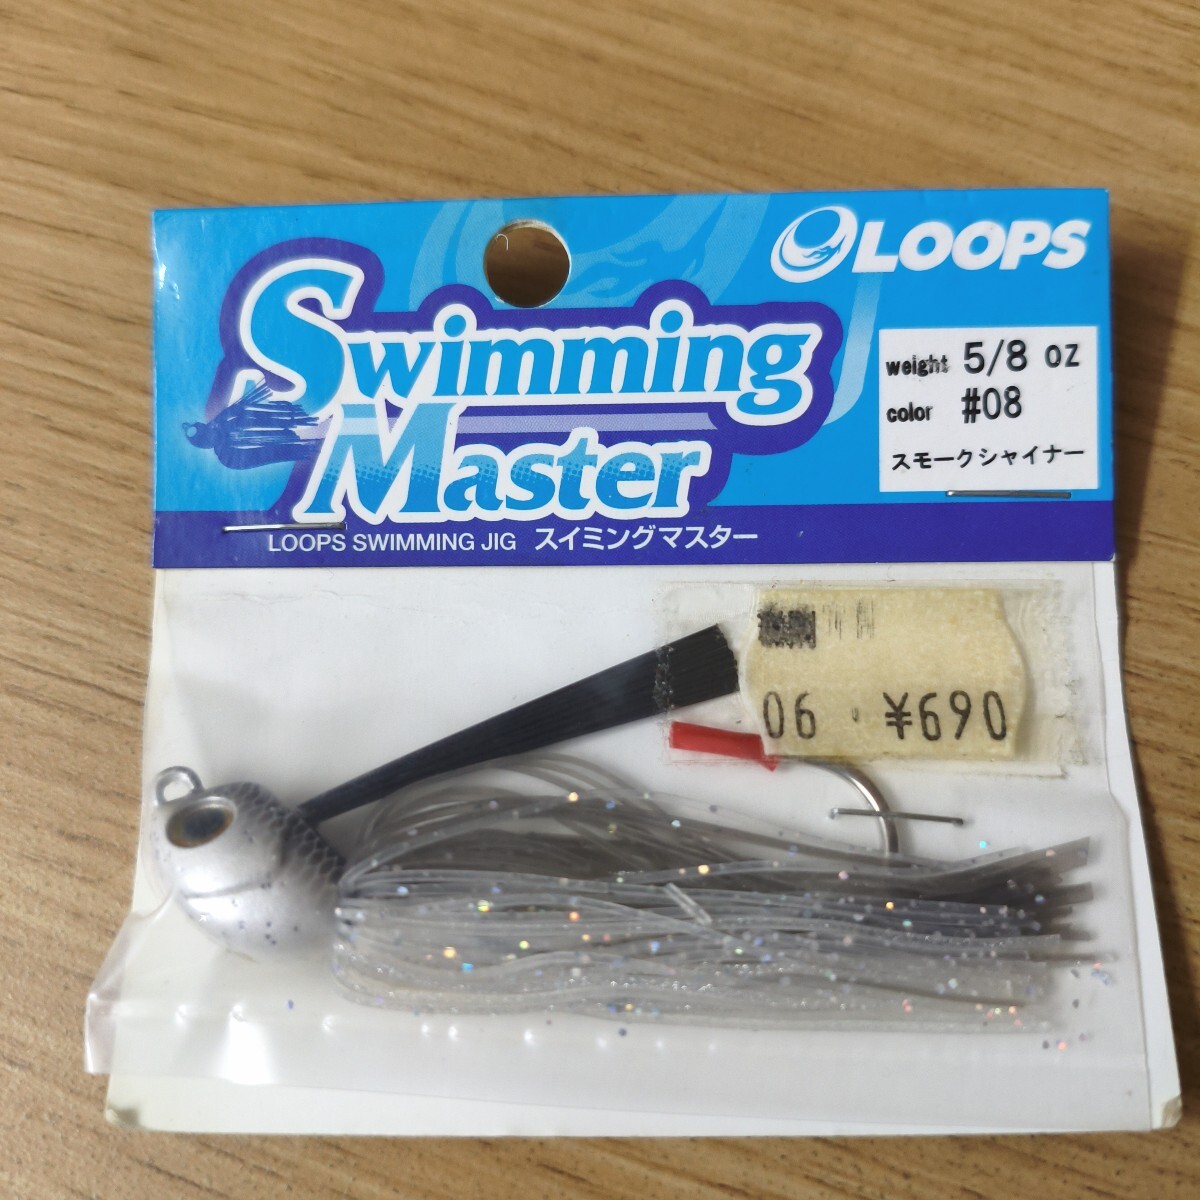 LOOPS
Swimming
Master
weight 5/8 oz
color #08
スモークシャイナー
LOOPS SWIMMING JIG スイミングマスター
06 ¥690